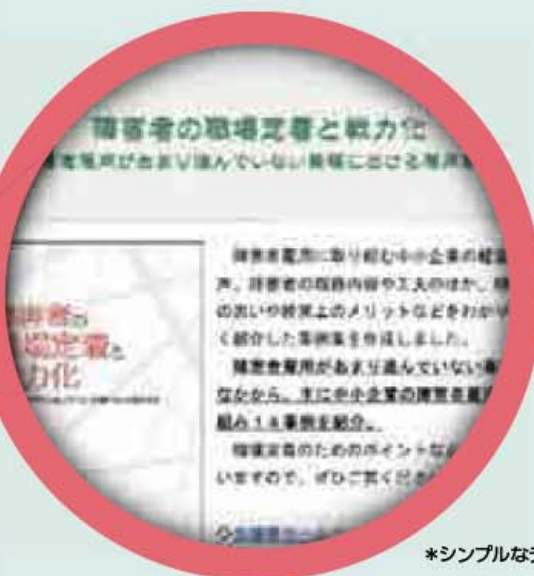 障害者の職場定着と戦力化
障害者雇用があまり進んでいない業種における雇用
障害者雇用に取り組む中小企業の経営
声、障害者の職務内容や工夫のほか、
の思いや経営上のメリットなどをわかりや
く紹介した事例集を作成しました。
障害者雇用があまり進んでいない業
なかから、主に中小企業の障害者雇用
組み14事例を紹介。
職場定着のためのポイントなど
いますので、ぜひご覧くださ
用者の
場定着と
力化
*シンプルなデ